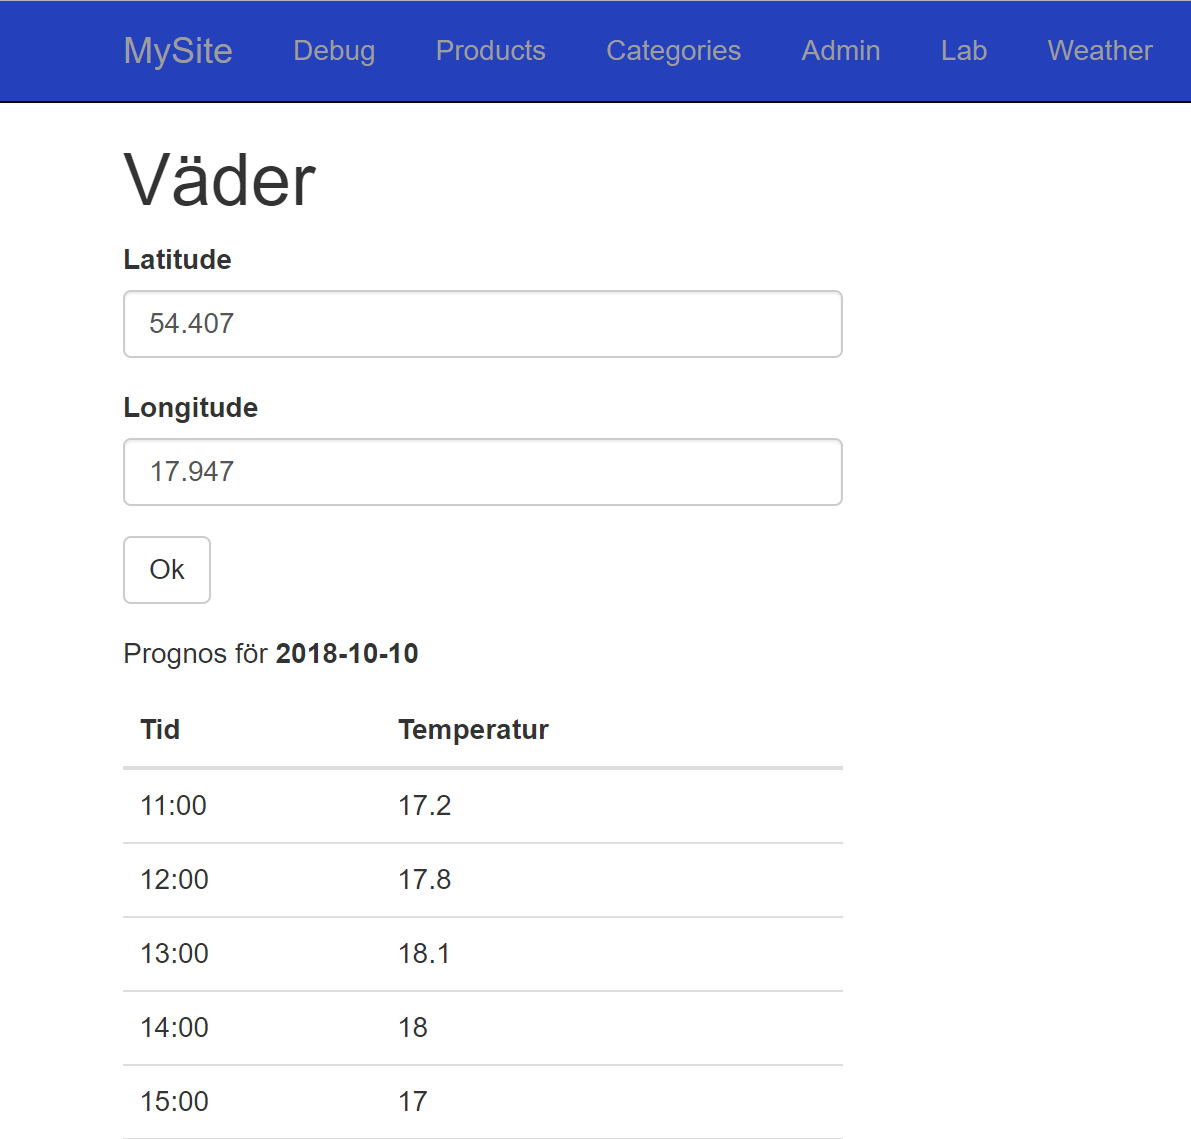 MySite Debug Products Categories Admin Lab Weather
Väder
Latitude
54.407
Longitude
17.947
Ok
Prognos för 2018-10-10
Tid Temperatur
11:00 17.2
12:00 17.8
13:00 18.1
14:00 18
15:00 17